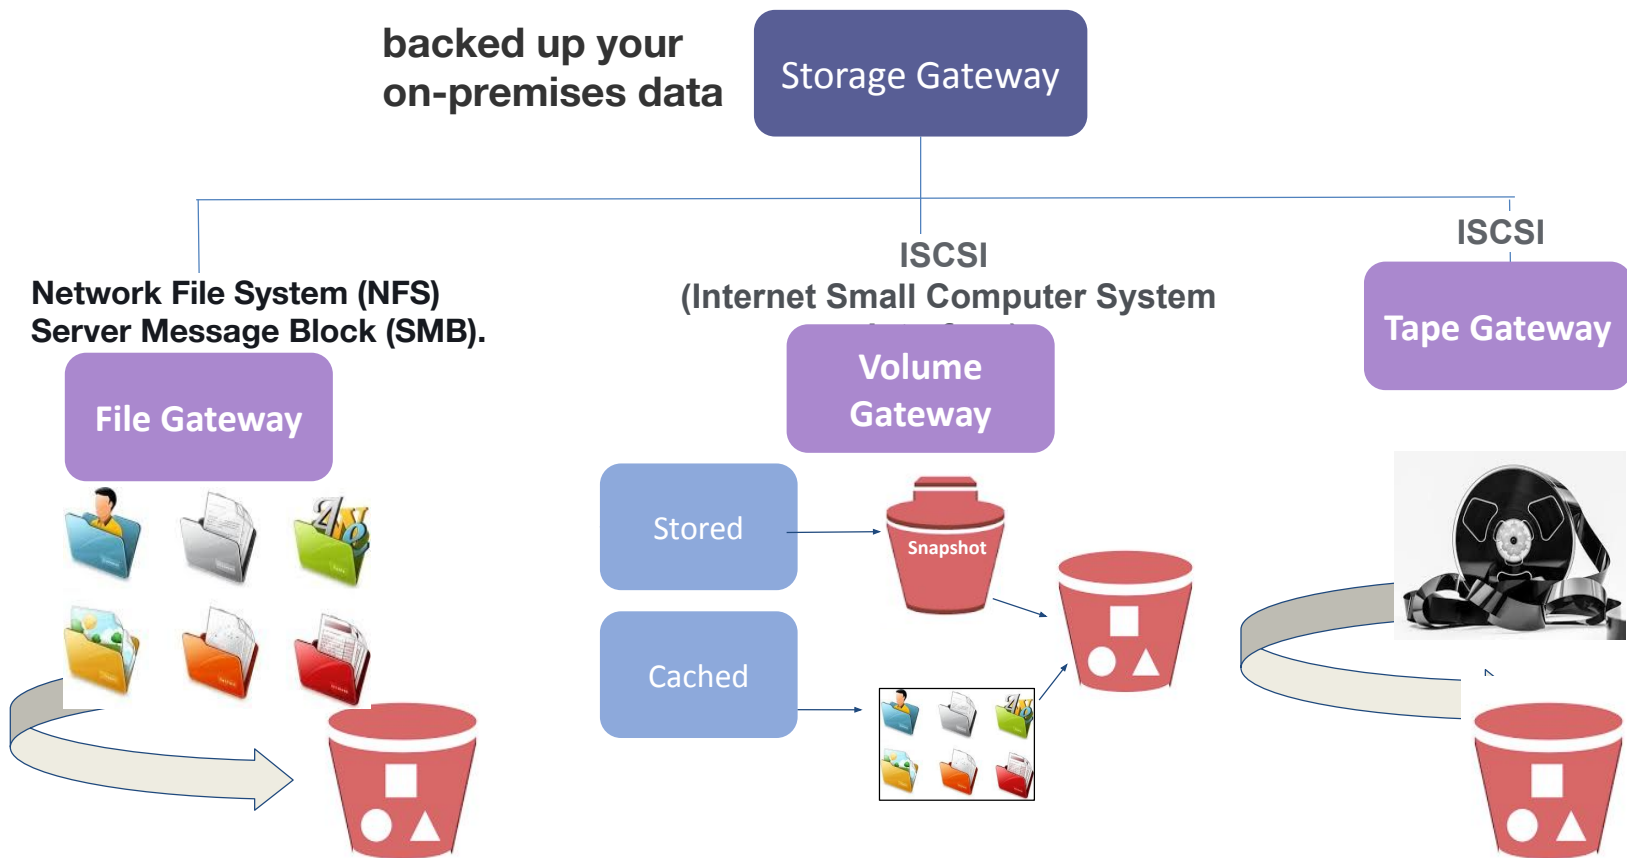 backed up your
on-premises data
Storage Gateway
Network File System (NFS)
Server Message Block (SMB).
File Gateway
ISCSI
(Internet Small Computer System
Volume
Gateway
Stored
Snapshot
Cached
ISCSI
Tape Gateway